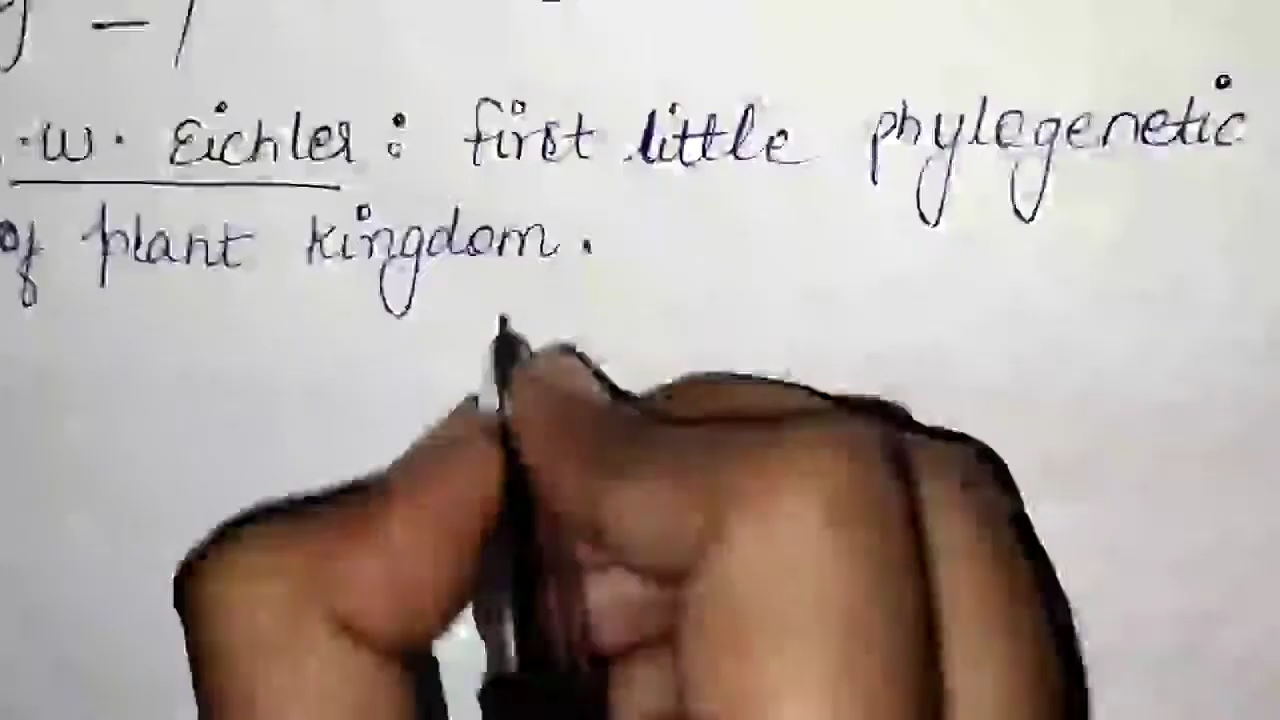 .W. Eichler : first little phylogenetic
of plant kingdom.